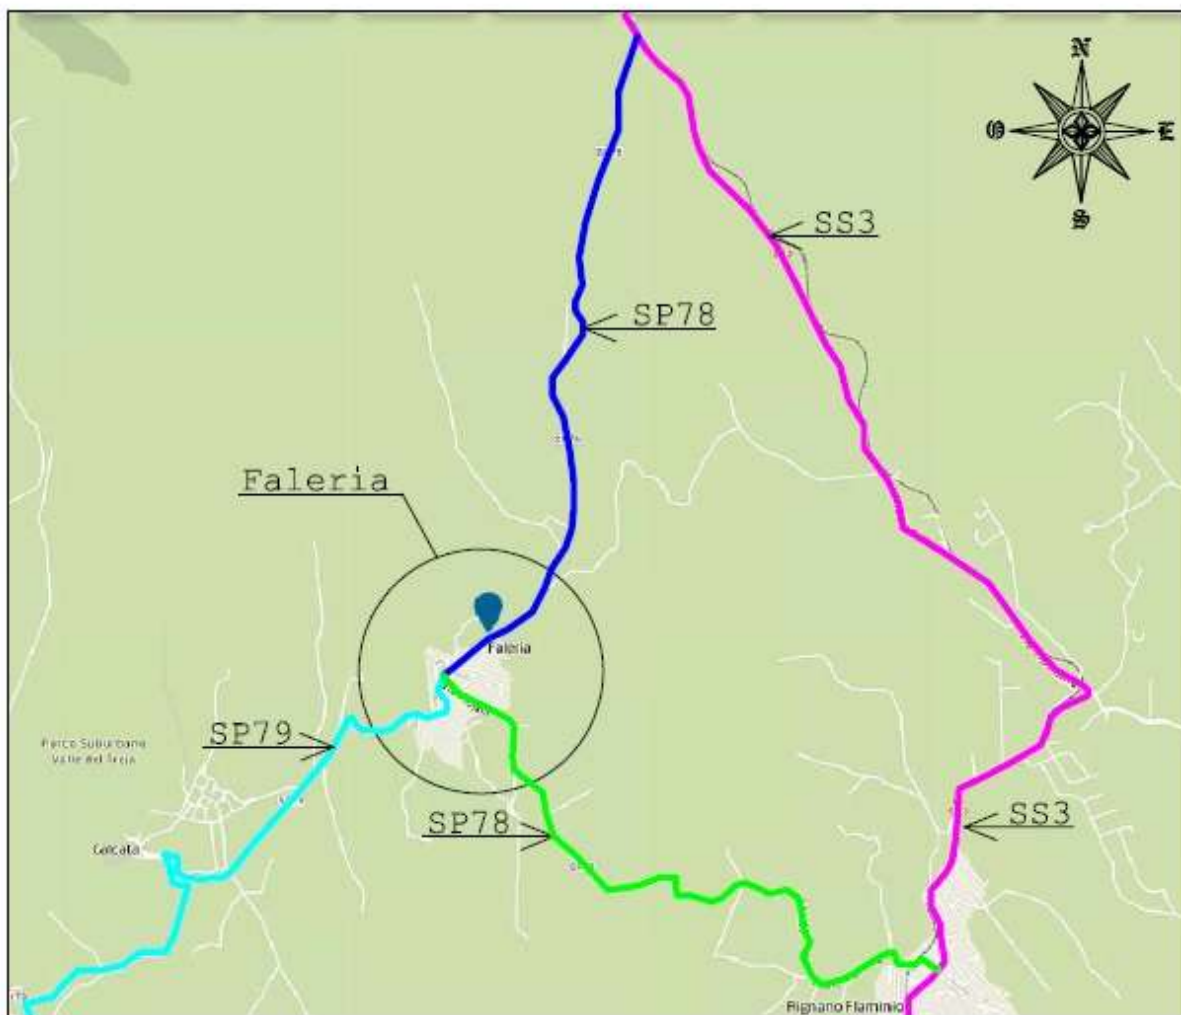 N
O E
S
SS3
SP78
Faleria
Faleria
SP79
Parco Suburbano
Valle del Treja
SP78
SS3
Calcata
Rignano Flaminio